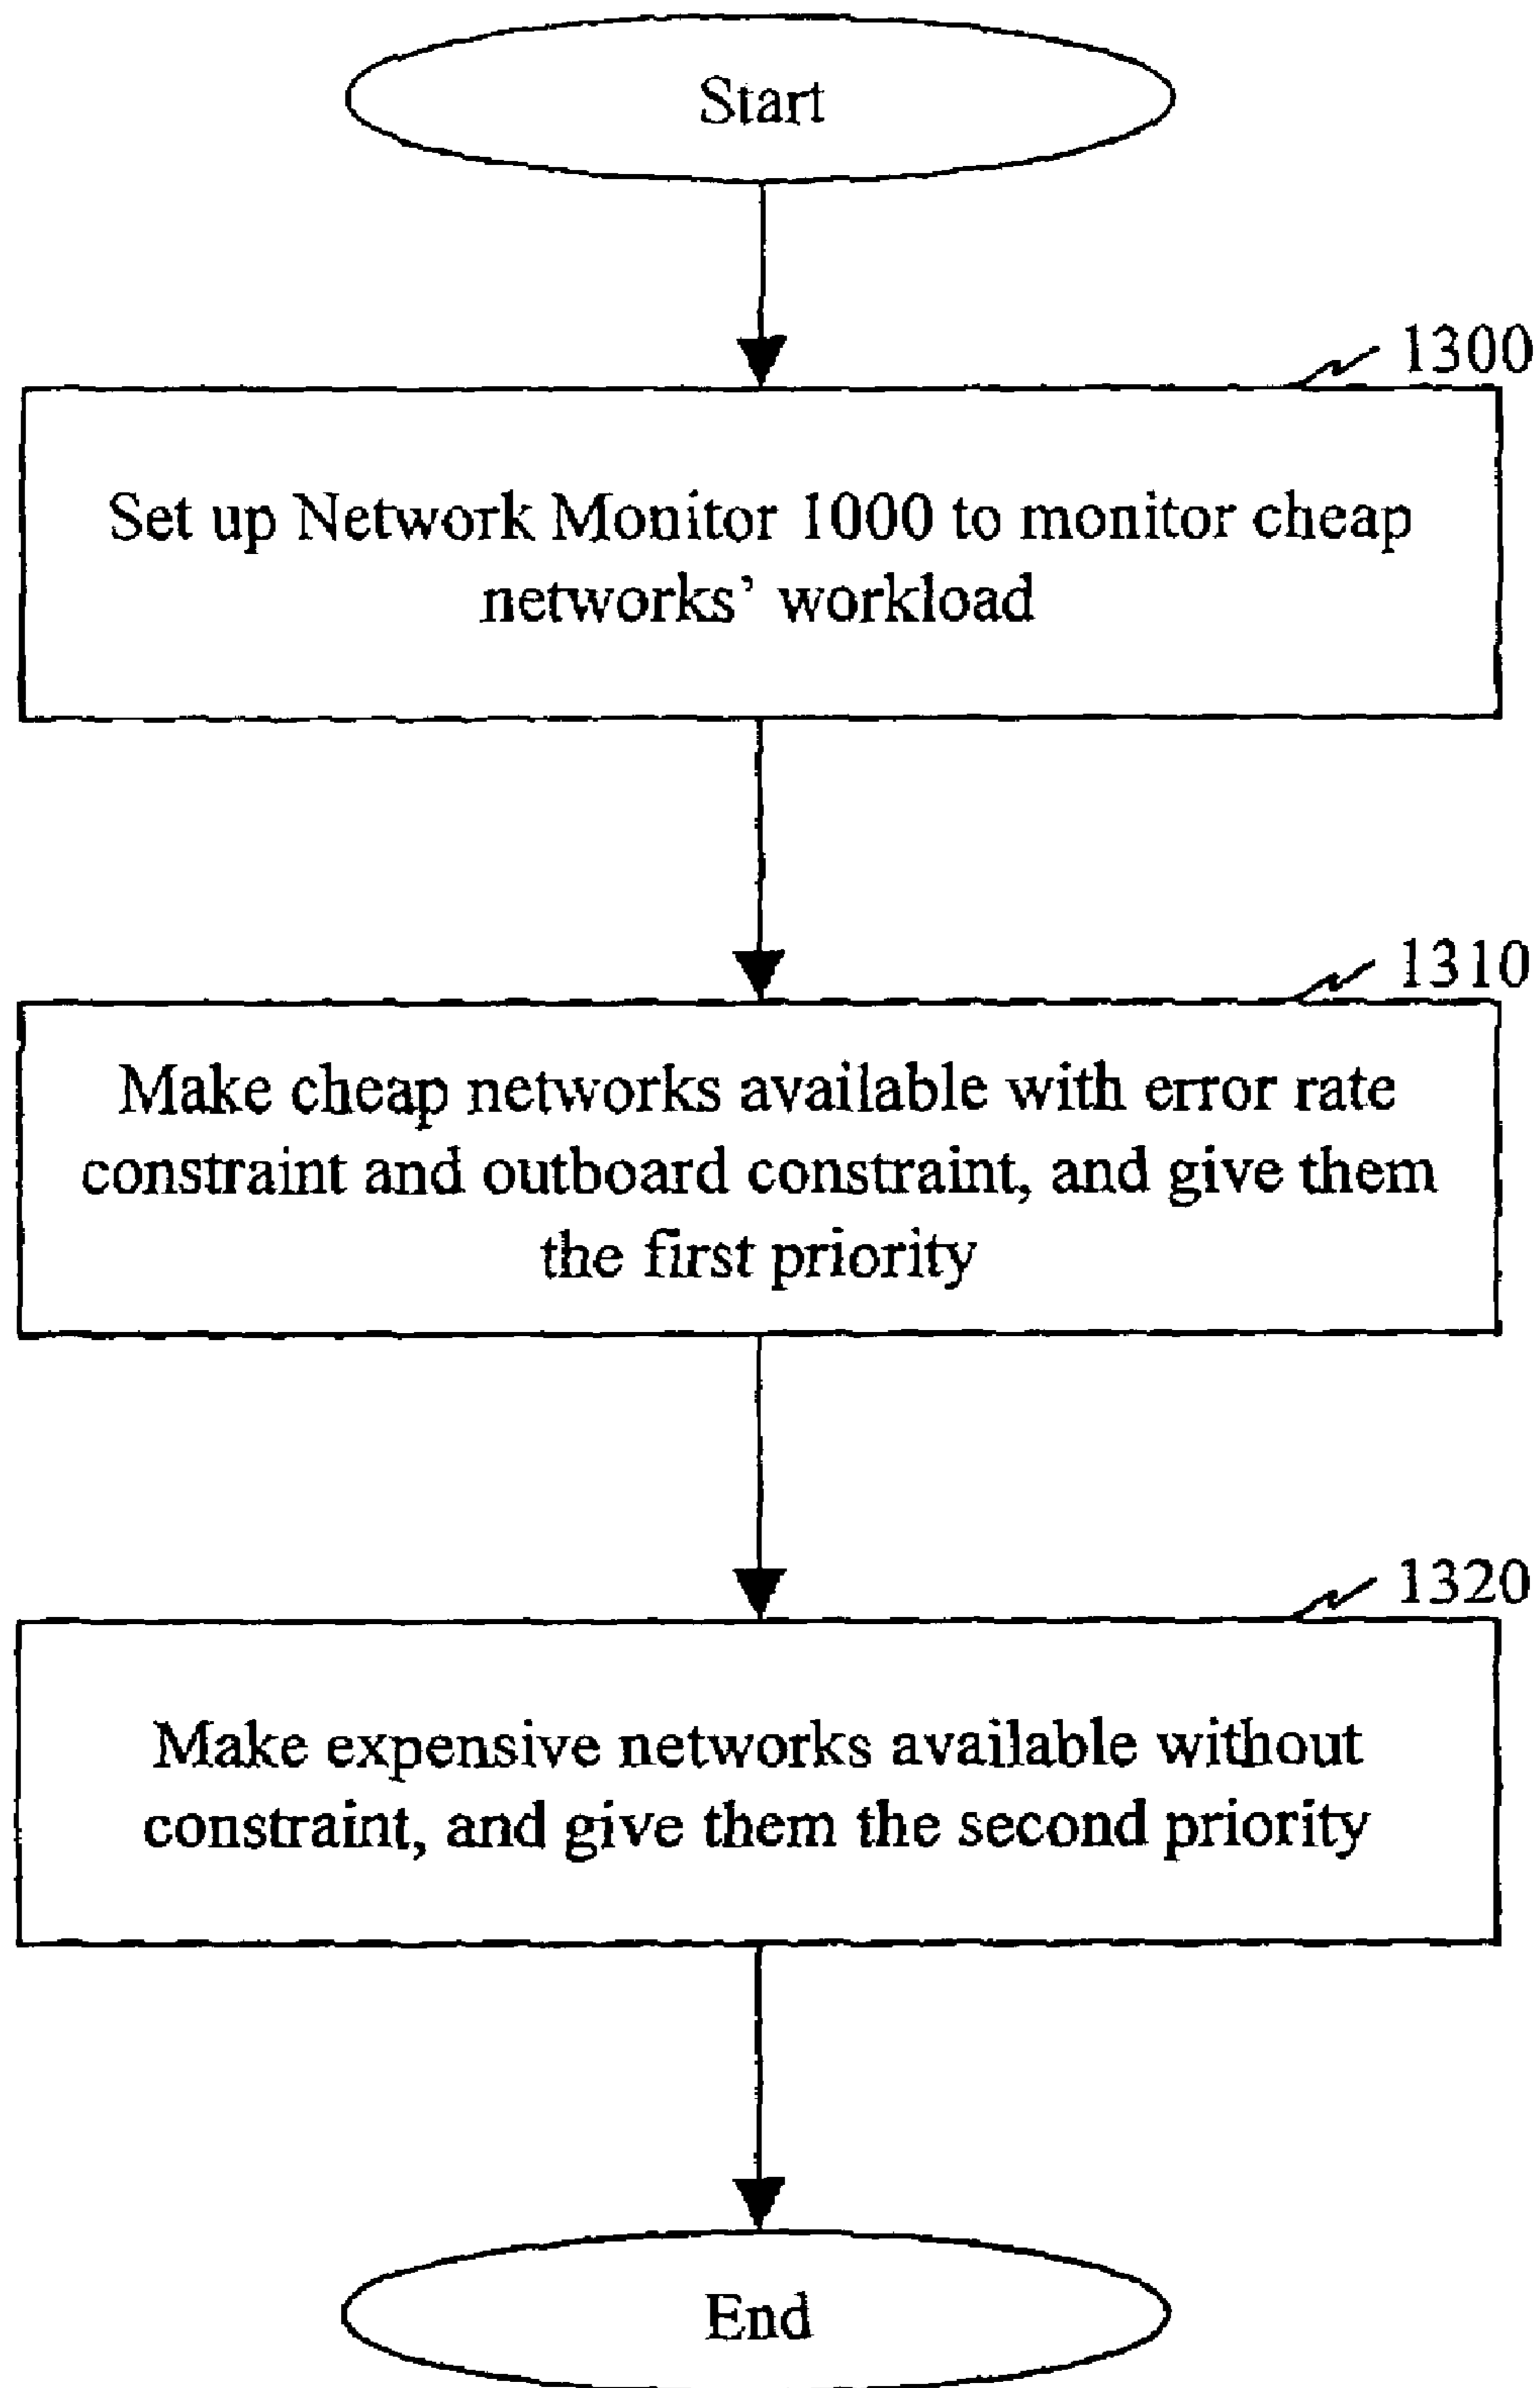 Start
1300
Set up Network Monitor 1000 to monitor cheap
networks’ workload
1310
Make cheap networks available with error rate
constraint and outboard constraint, and give them
the first priority
1320
Make expensive networks available without
constraint, and give them the second priority
End